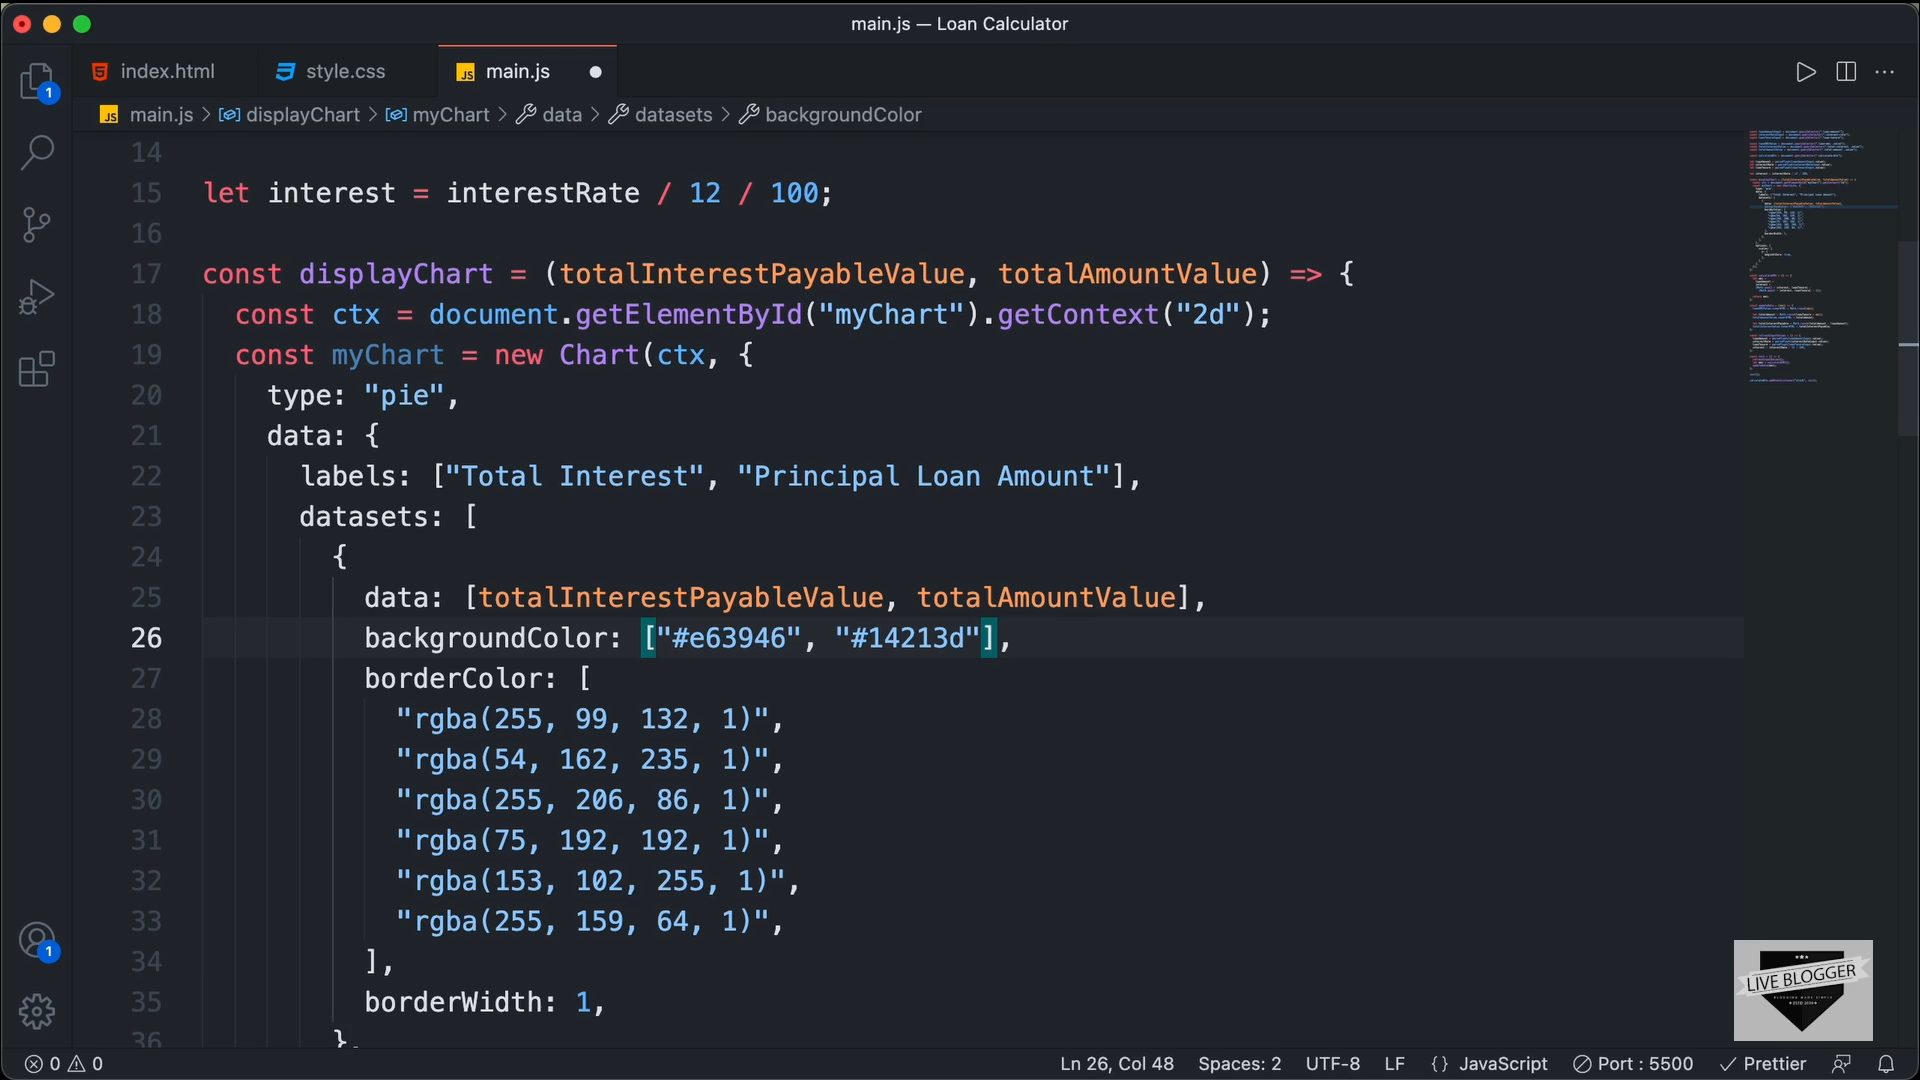 main.js — Loan Calculator
index.html
style.css
JS main.js
JS main.js > displayChart > myChart > data > datasets > backgroundColor
1
14
15 let interest = interestRate / 12 / 100;
16
17 const displayChart = (totalInterestPayableValue, totalAmountValue) => {
18 const ctx = document.getElementById("myChart").getContext("2d");
19 const myChart = new Chart(ctx, {
20 type: "pie",
21 data: {
22 labels: ["Total Interest", "Principal Loan Amount"],
23 datasets: [
24 {
25 data: [totalInterestPayableValue, totalAmountValue],
26 backgroundColor: ["#e63946", "#14213d"],
27 borderColor: [
28 "rgba(255, 99, 132, 1)",
29 "rgba(54, 162, 235, 1)",
30 "rgba(255, 206, 86, 1)",
31 "rgba(75, 192, 192, 1)",
32 "rgba(153, 102, 255, 1)",
33 "rgba(255, 159, 64, 1)",
34 ],
35 borderWidth: 1,
36 },
1
LIVE BLOGGER
0 0
Ln 26, Col 48
Spaces: 2
UTF-8
LF
{} JavaScript
Port : 5500
Prettier